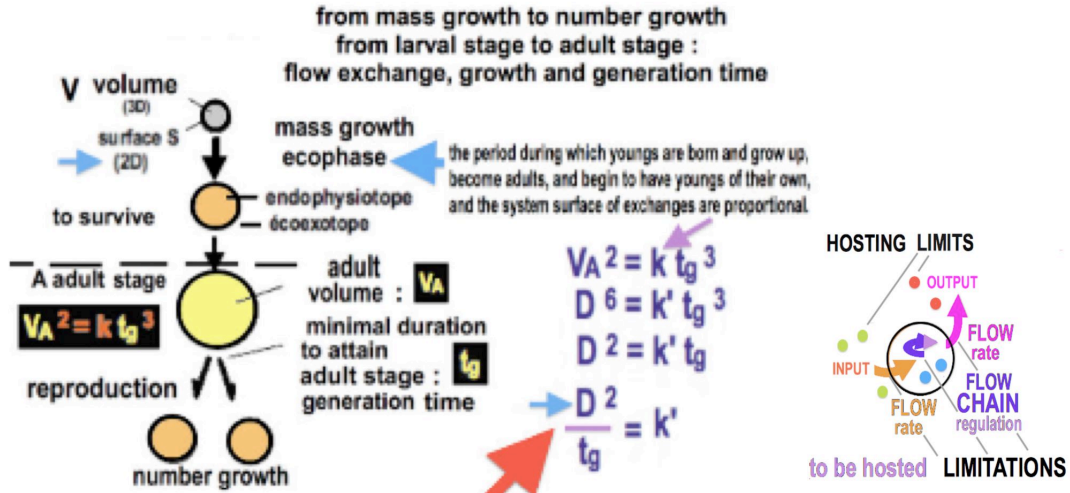 from mass growth to number growth
from larval stage to adult stage :
flow exchange, growth and generation time
V volume
(3D)
surface S
(2D)
mass growth
ecophase
the period during which youngs are born and grow up,
become adults, and begin to have youngs of their own,
and the system surface of exchanges are proportional.
endophysiotope
écoexotope
to survive
A adult stage
VA² = k tg³
adult
volume : VA
minimal duration
to attain
adult stage : tg
generation time
reproduction
number growth
VA² = k tg³
D⁶ = k' tg³
D² = k' tg
D²
/ tg = k'
HOSTING LIMITS
OUTPUT
FLOW
rate
INPUT
FLOW
rate
FLOW
CHAIN
regulation
to be hosted LIMITATIONS